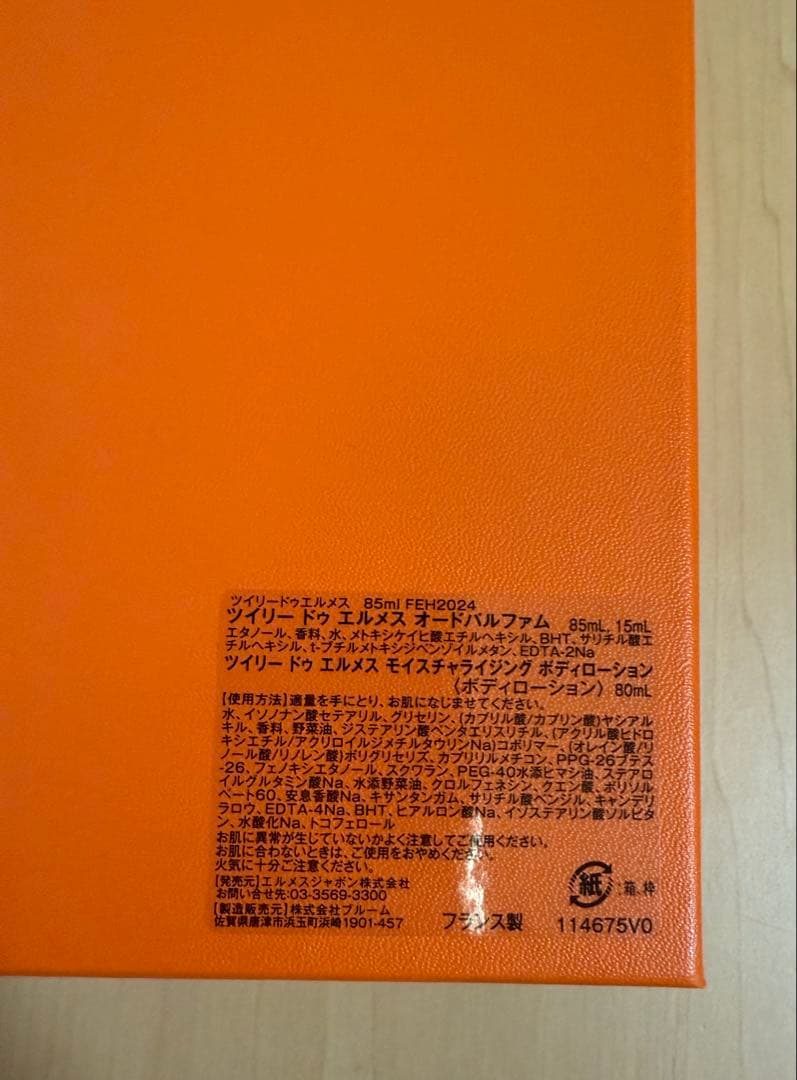 ツイリードゥエルメス 85ml FEH2024
ツイリー ドゥ エルメス オードパルファム 85mL, 15mL
エタノール、香料、水、メトキシケイヒ酸エチルヘキシル、BHT、サリチル酸エ
チルヘキシル、t-ブチルメトキシジベンゾイルメタン、EDTA-2Na
ツイリー ドゥ エルメス モイスチャライジング ボディローション
〈ボディローション〉80mL
【使用方法】適量を手にとり、お肌になじませてください。
水、イソノナン酸セテアリル、グリセリン、(カプリル酸/カプリン酸)ヤシアル
キル、香料、野菜油、ジステアリン酸ペンタエリスリチル、(アクリル酸ヒドロ
キシエチル/アクリロイルジメチルタウリンNa)コポリマー、(オレイン酸/リ
ノール酸/リノレン酸)ポリグリセリズ、カプリリルメチコン、PPG-26ブテス
-26、フェノキシエタノール、スクワラン、PEG-40水添ヒマシ油、ステアロ
イルグルタミン酸Na、水添野菜油、クロルフェネシン、クエン酸、ポリソル
ベート60、安息香酸Na、キサンタンガム、サリチル酸ベンジル、キャンデリ
ラロウ、EDTA-4Na、BHT、ヒアルロン酸Na、イソステアリン酸ソルビタ
ン、水酸化Na、トコフェロール
お肌に異常が生じていないかよく注意してご使用ください。
お肌に合わないときは、ご使用をおやめください。
火気に十分ご注意ください。
【発売元】エルメスジャポン株式会社
お問い合せ先:03-3569-3300
【製造販売元】株式会社ブルーム
佐賀県唐津市浜玉町浜崎1901-457
フランス製
紙 :箱、枠
114675V0